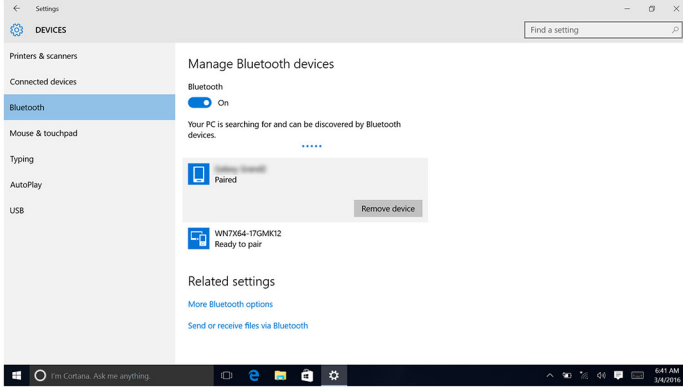 Settings
DEVICES
Find a setting
Printers & scanners
Connected devices
Bluetooth
Mouse & touchpad
Typing
AutoPlay
USB
Manage Bluetooth devices
Bluetooth
On
Your PC is searching for and can be discovered by Bluetooth
devices.
Paired
Remove device
WN7X64-17GMK12
Ready to pair
Related settings
More Bluetooth options
Send or receive files via Bluetooth
I'm Cortana. Ask me anything.
6:41 AM
3/4/2016